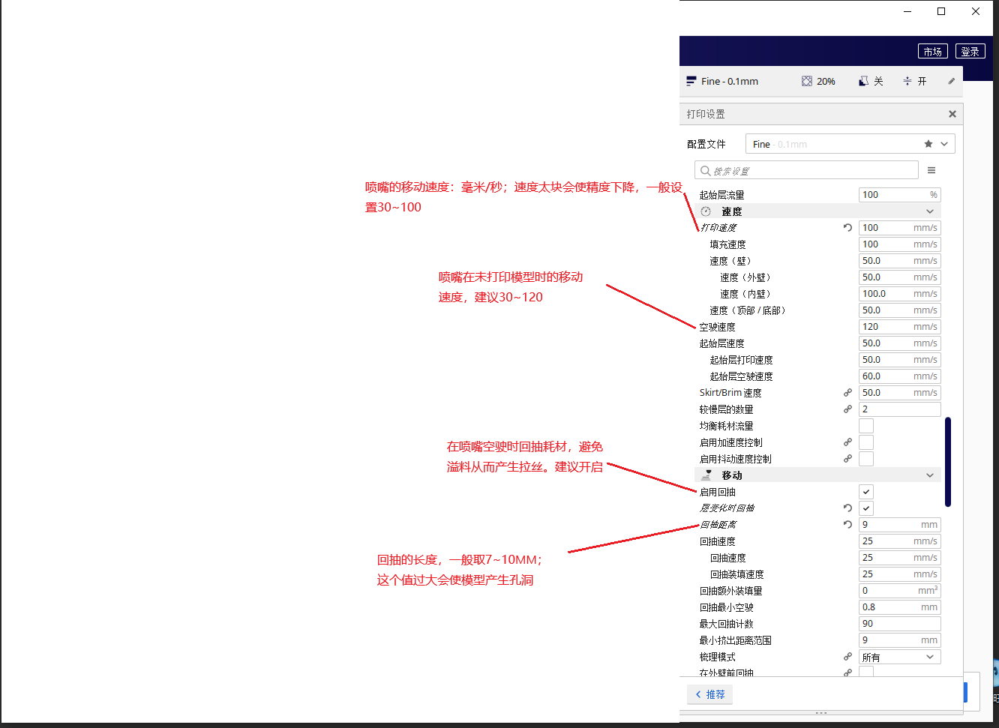 市场 登录
Fine - 0.1mm 20% 关 开
打印设置
配置文件 Fine - 0.1mm
搜索设置
喷嘴的移动速度：毫米/秒；速度太块会使精度下降，一般设
置30~100
起始层流量 100 %
速度
打印速度 100 mm/s
填充速度 100 mm/s
速度（壁） 50.0 mm/s
速度（外壁） 50.0 mm/s
速度（内壁） 100.0 mm/s
速度（顶部 / 底部） 50.0 mm/s
喷嘴在未打印模型时的移动
速度，建议30~120
空驶速度 120 mm/s
起始层速度 50.0 mm/s
起始层打印速度 50.0 mm/s
起始层空驶速度 60.0 mm/s
Skirt/Brim 速度 50.0 mm/s
较慢层的数量 2
均衡耗材流量
启用加速度控制
启用抖动速度控制
在喷嘴空驶时回抽耗材，避免
溢料从而产生拉丝。建议开启
移动
启用回抽
层变化时回抽
回抽距离 9 mm
回抽速度 25 mm/s
回抽速度 25 mm/s
回抽装填速度 25 mm/s
回抽的长度，一般取7~10MM；
这个值过大会使模型产生孔洞
回抽额外装填量 0 mm³
回抽最小空驶 0.8 mm
最大回抽计数 90
最小挤出距离范围 9 mm
梳理模式 所有
在外壁前回抽
推荐